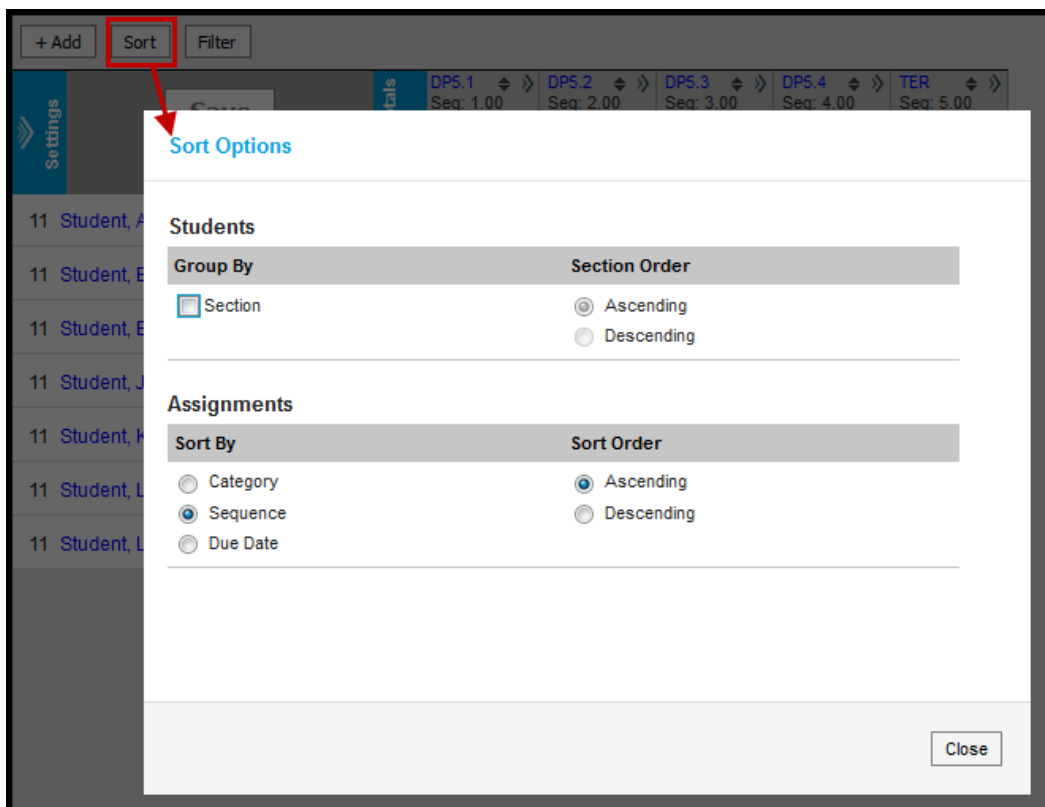 + Add Sort Filter
Settings
Save
tals
DP5.1 DP5.2 DP5.3 DP5.4 TER
Seq: 1.00 Seq: 2.00 Seq: 3.00 Seq: 4.00 Seq: 5.00
Sort Options
11 Student, A
11 Student, E
11 Student, E
11 Student, J
11 Student, K
11 Student, L
11 Student, L
Students
Group By Section Order
Section Ascending
Descending
Assignments
Sort By Sort Order
Category Ascending
Sequence Descending
Due Date
Close